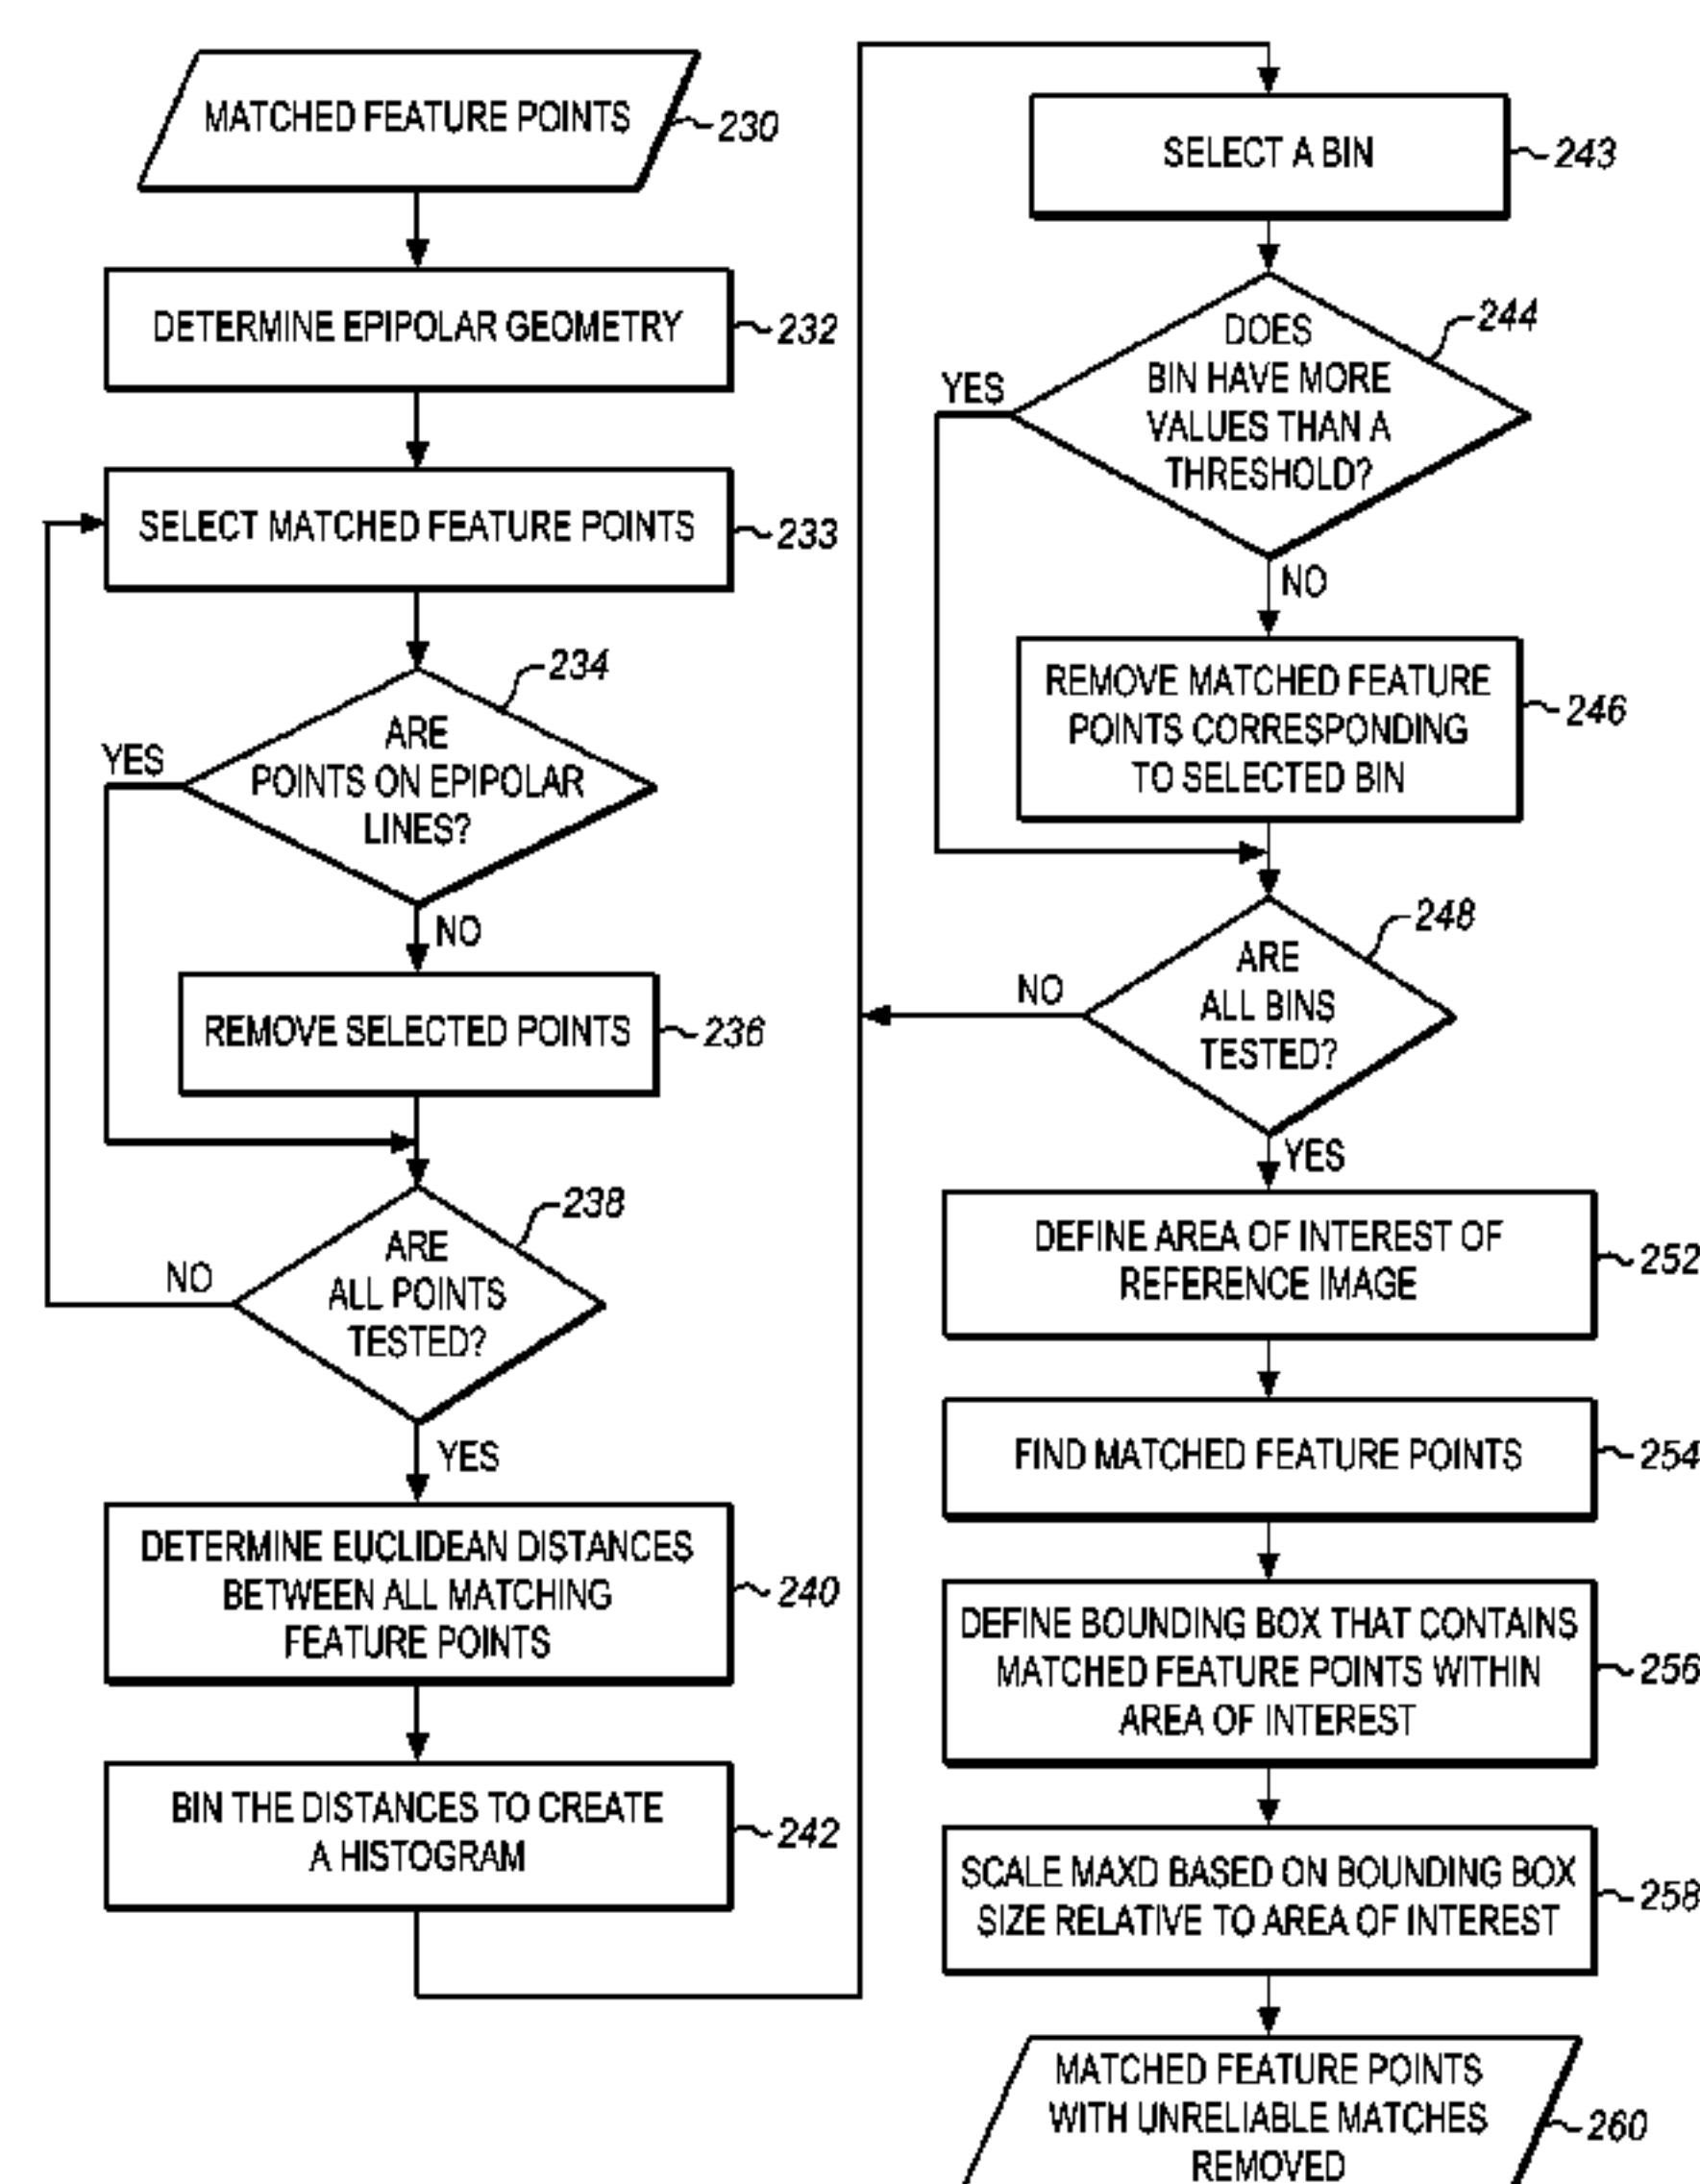 MATCHED FEATURE POINTS
230
DETERMINE EPIPOLAR GEOMETRY
232
SELECT MATCHED FEATURE POINTS
233
234
ARE
POINTS ON EPIPOLAR
LINES?
YES
NO
REMOVE SELECTED POINTS
236
238
ARE
ALL POINTS
TESTED?
NO
YES
DETERMINE EUCLIDEAN DISTANCES
BETWEEN ALL MATCHING
FEATURE POINTS
240
BIN THE DISTANCES TO CREATE
A HISTOGRAM
242
SELECT A BIN
243
244
DOES
BIN HAVE MORE
VALUES THAN A
THRESHOLD?
YES
NO
REMOVE MATCHED FEATURE
POINTS CORRESPONDING
TO SELECTED BIN
246
248
ARE
ALL BINS
TESTED?
NO
YES
DEFINE AREA OF INTEREST OF
REFERENCE IMAGE
252
FIND MATCHED FEATURE POINTS
254
DEFINE BOUNDING BOX THAT CONTAINS
MATCHED FEATURE POINTS WITHIN
AREA OF INTEREST
256
SCALE MAXD BASED ON BOUNDING BOX
SIZE RELATIVE TO AREA OF INTEREST
258
MATCHED FEATURE POINTS
WITH UNRELIABLE MATCHES
REMOVED
260